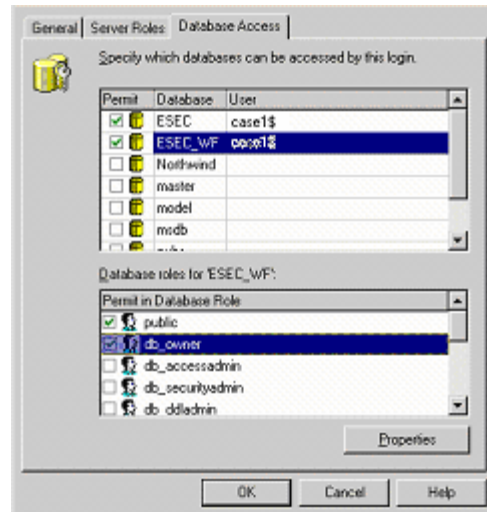 General Server Roles Database Access
Specify which databases can be accessed by this login.
Permit Database User
ESEC case1$
ESEC_WF case1$
Northwind
master
model
msdb
Database roles for 'ESEC_WF':
Permit in Database Role
public
db_owner
db_accessadmin
db_securityadmin
db_ddladmin
Properties
OK Cancel Help